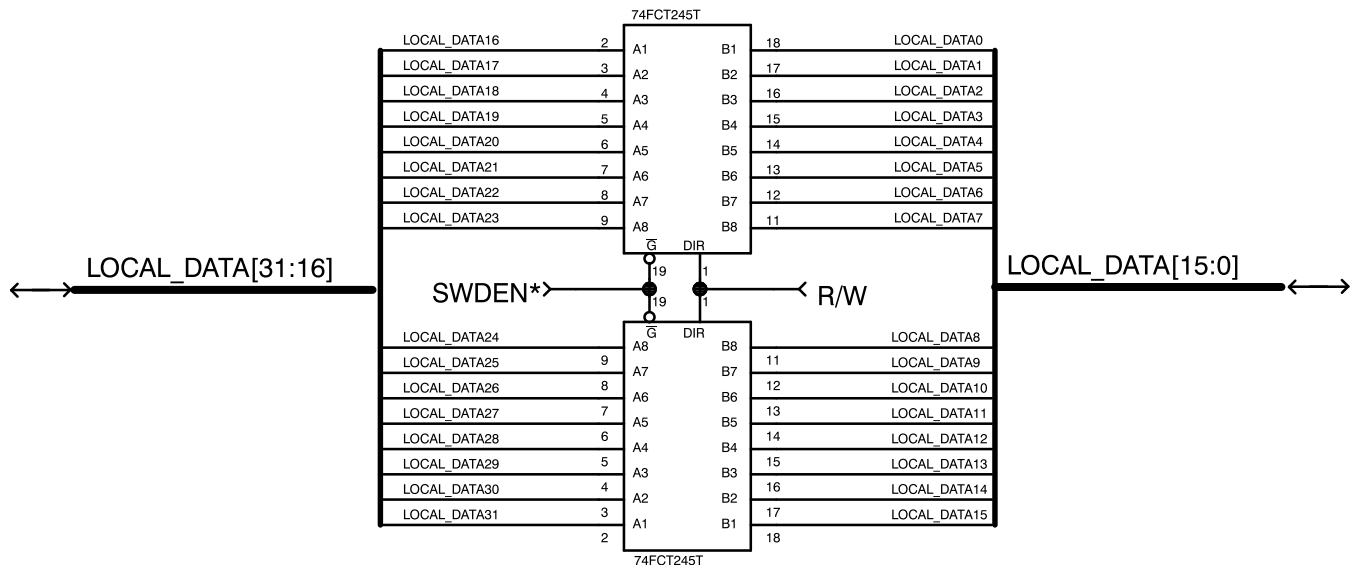 74FCT245T
LOCAL_DATA16 2 A1 B1 18 LOCAL_DATA0
LOCAL_DATA17 3 A2 B2 17 LOCAL_DATA1
LOCAL_DATA18 4 A3 B3 16 LOCAL_DATA2
LOCAL_DATA19 5 A4 B4 15 LOCAL_DATA3
LOCAL_DATA20 6 A5 B5 14 LOCAL_DATA4
LOCAL_DATA21 7 A6 B6 13 LOCAL_DATA5
LOCAL_DATA22 8 A7 B7 12 LOCAL_DATA6
LOCAL_DATA23 9 A8 B8 11 LOCAL_DATA7
G̅ DIR
19 1
LOCAL_DATA[31:16] LOCAL_DATA[15:0]
SWDEN* R/W
19 1
G̅ DIR
LOCAL_DATA24 A8 B8 LOCAL_DATA8
LOCAL_DATA25 9 A7 B7 11 LOCAL_DATA9
LOCAL_DATA26 8 A6 B6 12 LOCAL_DATA10
LOCAL_DATA27 7 A5 B5 13 LOCAL_DATA11
LOCAL_DATA28 6 A4 B4 14 LOCAL_DATA12
LOCAL_DATA29 5 A3 B3 15 LOCAL_DATA13
LOCAL_DATA30 4 A2 B2 16 LOCAL_DATA14
LOCAL_DATA31 3 A1 B1 17 LOCAL_DATA15
2 18
74FCT245T